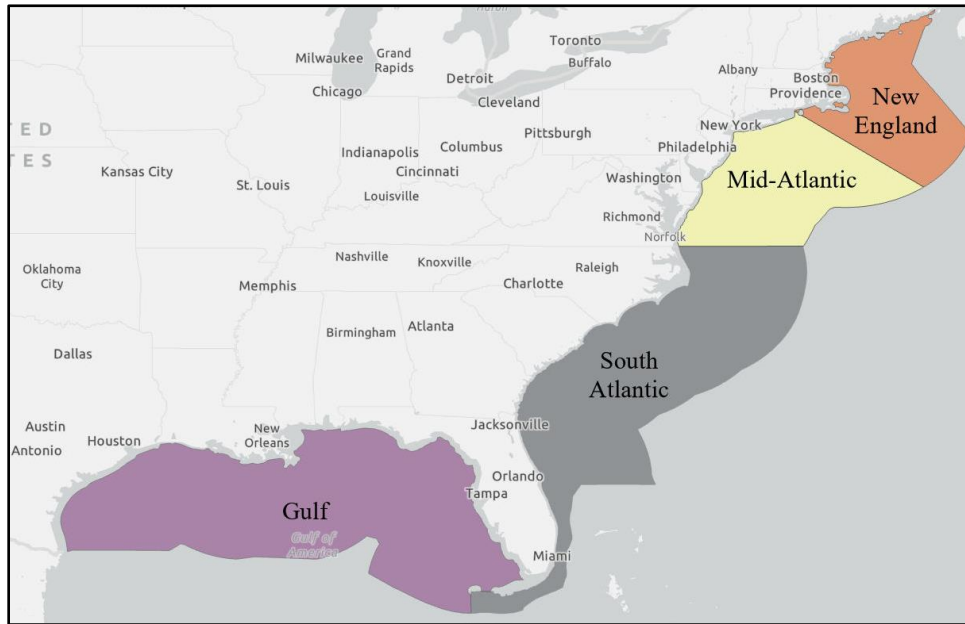 Milwaukee
Grand
Rapids
Toronto
Buffalo
Albany
Boston
Providence
Chicago
Detroit
Cleveland
New
England
New York
Pittsburgh
Philadelphia
ED
TES
Kansas City
St. Louis
Indianapolis
Columbus
Cincinnati
Louisville
Washington
Mid-Atlantic
Richmond
Norfolk
Oklahoma
City
Nashville
Knoxville
Raleigh
Memphis
Charlotte
Birmingham
Atlanta
Dallas
South
Atlantic
Austin
Antonio
Houston
New
Orleans
Jacksonville
Orlando
Tampa
Gulf
Gulf of
America
Miami